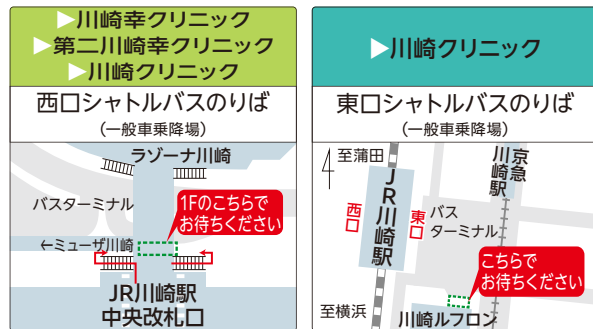 ▶川崎幸クリニック
▶第二川崎幸クリニック
▶川崎クリニック
西口シャトルバスのりば
(一般車乗降場)
ラゾーナ川崎
バスターミナル
1Fのこちらで
お待ちください
←ミューザ川崎
JR川崎駅
中央改札口
▶川崎クリニック
東口シャトルバスのりば
(一般車乗降場)
至蒲田
京急
川崎駅
西口
JR川崎駅
東口
バス
ターミナル
こちらで
お待ちください
至横浜
川崎ルフロン